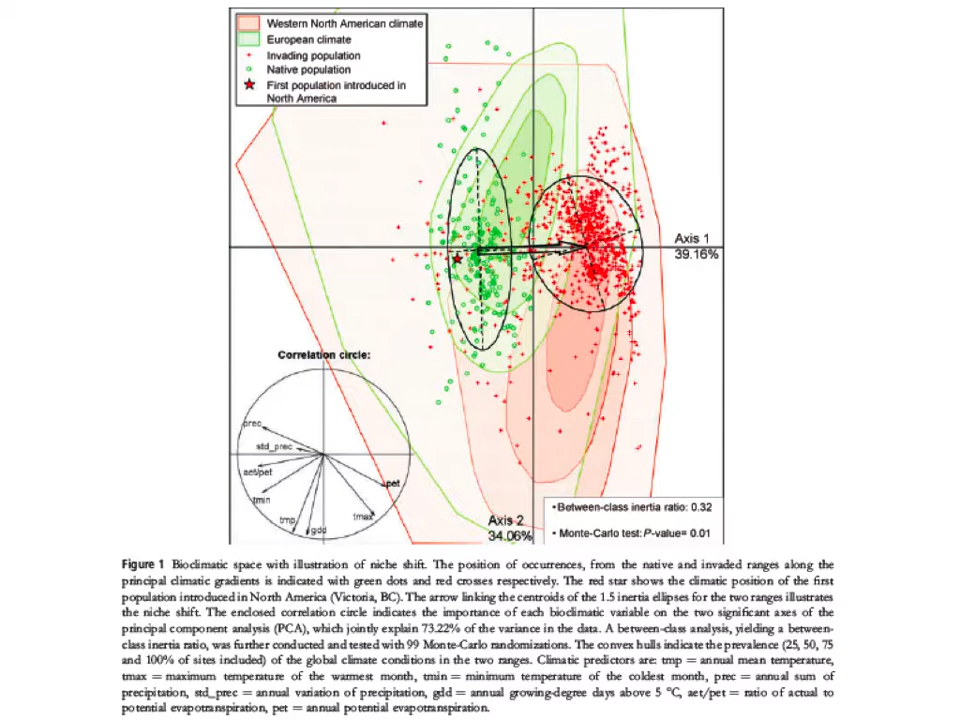 Western North American climate
European climate
Invading population
Native population
First population introduced in
North America
Axis 1
39.16%
Correlation circle:
prec
std_prec
aet/pet
tmin
tmp
gdd
tmax
pet
Axis 2
34.06%
•Between-class inertia ratio: 0.32
• Monte-Carlo test: P-value= 0.01
Figure 1 Bioclimatic space with illustration of niche shift. The position of occurrences, from the native and invaded ranges along the
principal climatic gradients is indicated with green dots and red crosses respectively. The red star shows the climatic position of the first
population introduced in North America (Victoria, BC). The arrow linking the centroids of the 1.5 inertia ellipses for the two ranges illustrates
the niche shift. The enclosed correlation circle indicates the importance of each bioclimatic variable on the two significant axes of the
principal component analysis (PCA), which jointly explain 73.22% of the variance in the data. A between-class analysis, yielding a between-
class inertia ratio, was further conducted and tested with 99 Monte-Carlo randomizations. The convex hulls indicate the prevalence (25, 50, 75
and 100% of sites included) of the global climate conditions in the two ranges. Climatic predictors are: tmp = annual mean temperature,
tmax = maximum temperature of the warmest month, tmin = minimum temperature of the coldest month, prec = annual sum of
precipitation, std_prec = annual variation of precipitation, gdd = annual growing-degree days above 5 °C, aet/pet = ratio of actual to
potential evapotranspiration, pet = annual potential evapotranspiration.